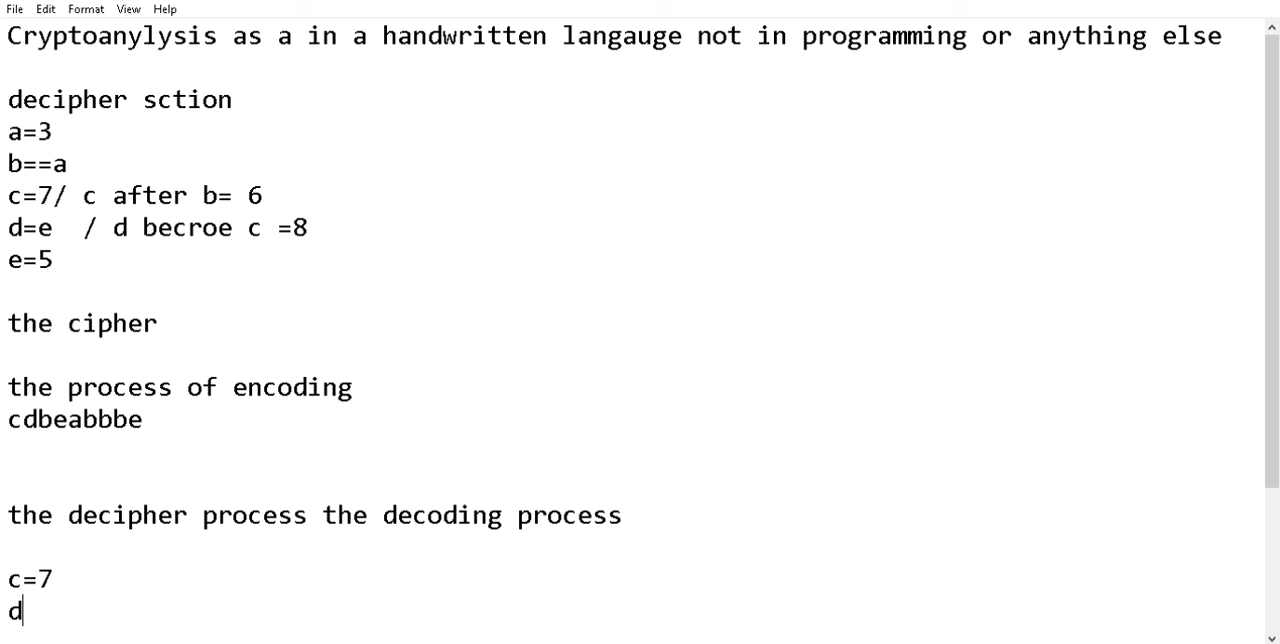 File Edit Format View Help
Cryptoanylysis as a in a handwritten langauge not in programming or anything else
decipher sction
a=3
b==a
c=7/ c after b= 6
d=e  / d becroe c =8
e=5
the cipher
the process of encoding
cdbeabbbe
the decipher process the decoding process
c=7
d